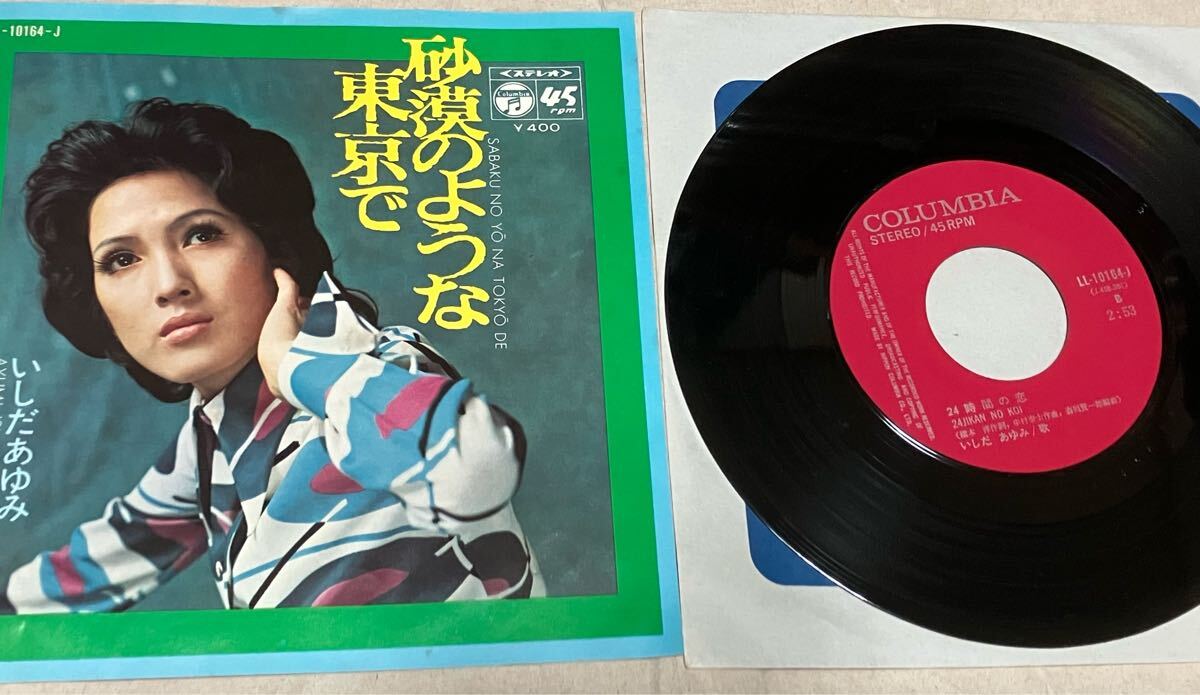 -10164-J
砂漠のような
東京で
SABAKU NO YŌ NA TOKYŌ DE
<ステレオ>
Columbia
45
rpm
¥400
いしだあゆみ
COLUMBIA
STEREO/45RPM
LL-10164-J
B
2:53
24時間の恋
24JIKAN NO KOI
いしだ あゆみ/歌